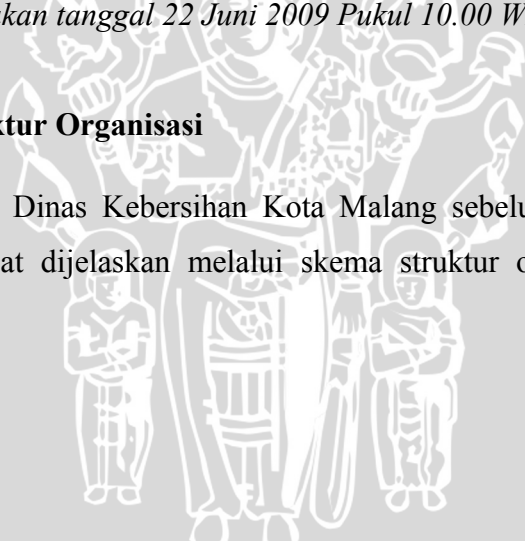 akan tanggal 22 Juni 2009 Pukul 10.00 W
ktur Organisasi
Dinas Kebersihan Kota Malang sebelu
at dijelaskan melalui skema struktur o